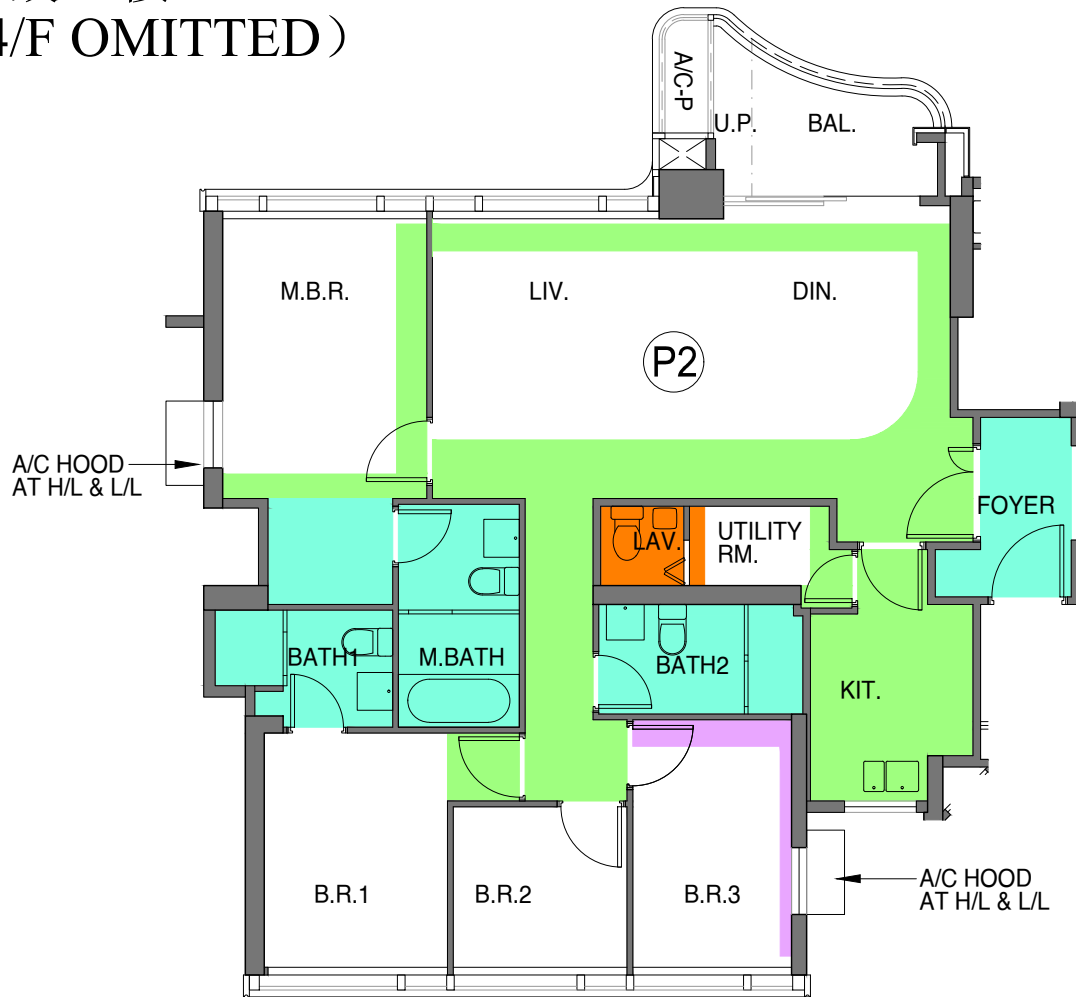 4/F OMITTED）
A/C-P
U.P.
BAL.
M.B.R.
LIV.
DIN.
P2
A/C HOOD
AT H/L & L/L
FOYER
LAV.
UTILITY
RM.
BATH1
M.BATH
BATH2
KIT.
B.R.1
B.R.2
B.R.3
A/C HOOD
AT H/L & L/L